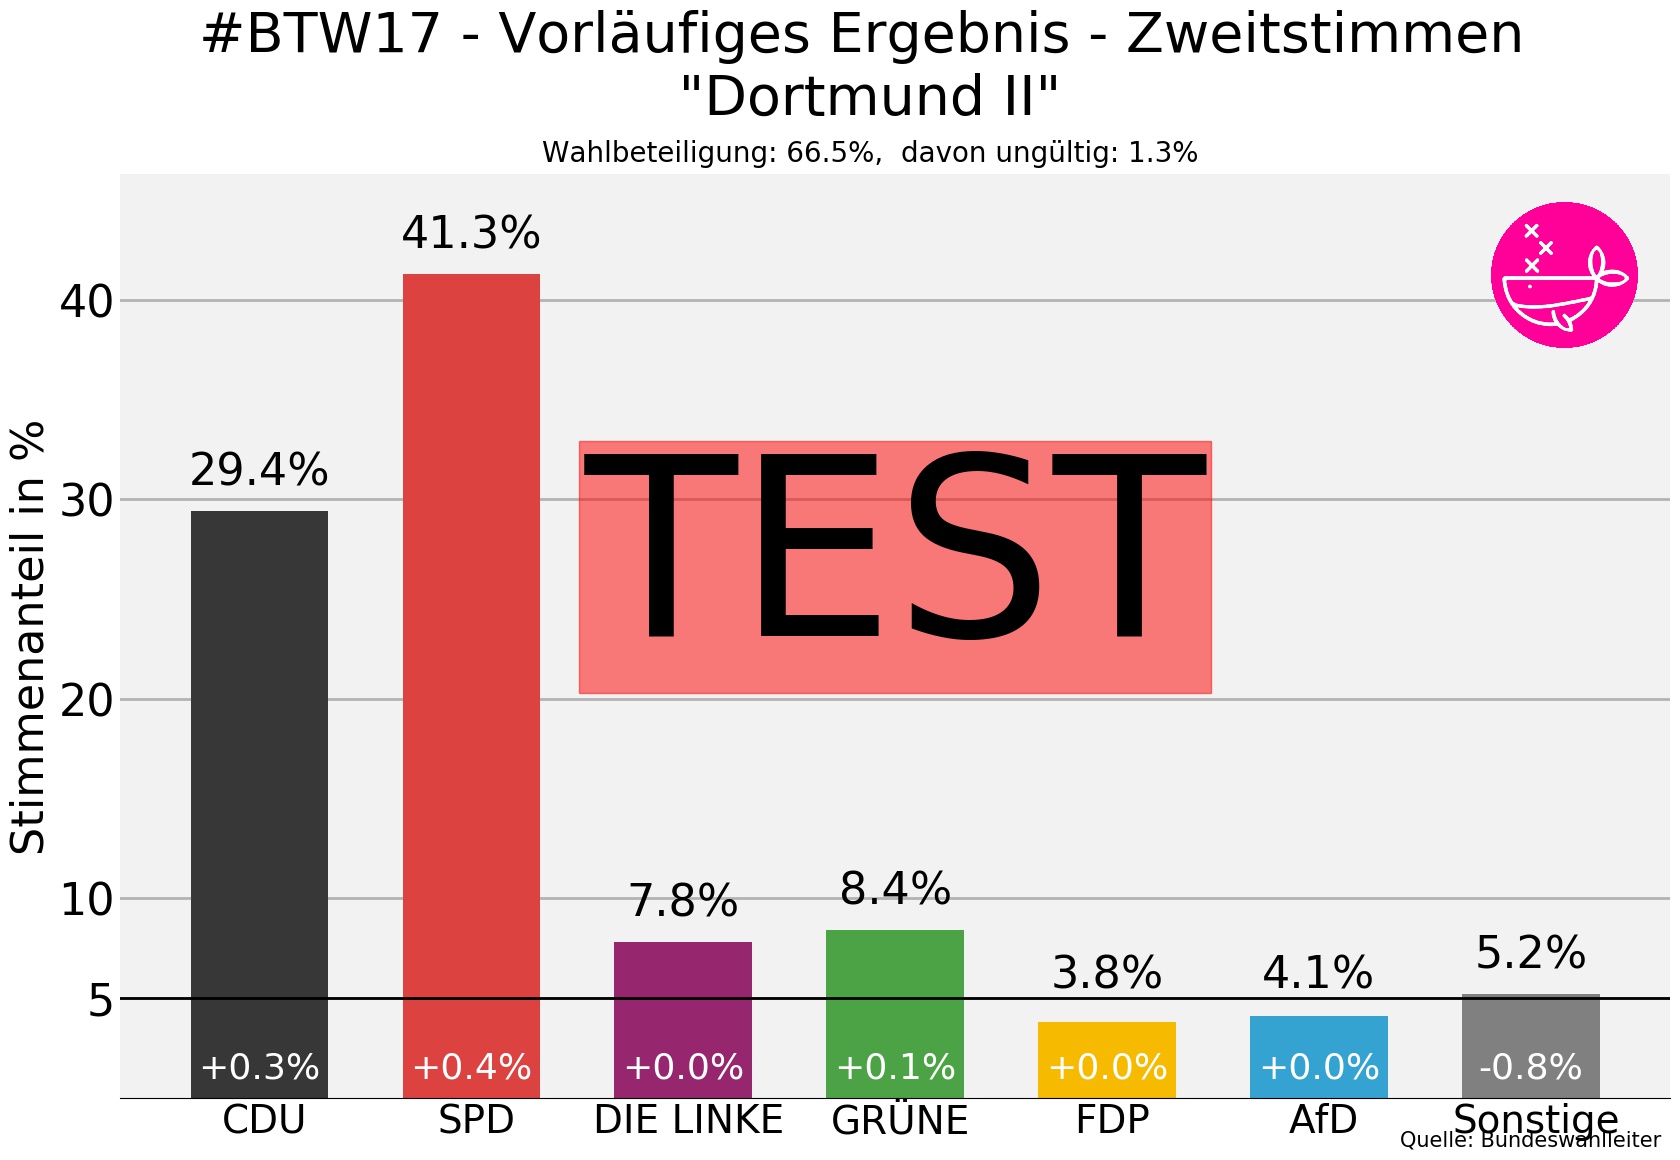 #BTW17 - Vorläufiges Ergebnis - Zweitstimmen
"Dortmund II"
Wahlbeteiligung: 66.5%,  davon ungültig: 1.3%
Stimmenanteil in %
40
30
20
10
5
29.4%
41.3%
7.8%
8.4%
3.8%
4.1%
5.2%
TEST
+0.3%
+0.4%
+0.0%
+0.1%
+0.0%
+0.0%
-0.8%
CDU
SPD
DIE LINKE
GRÜNE
FDP
AfD
Sonstige
Quelle: Bundeswahlleiter